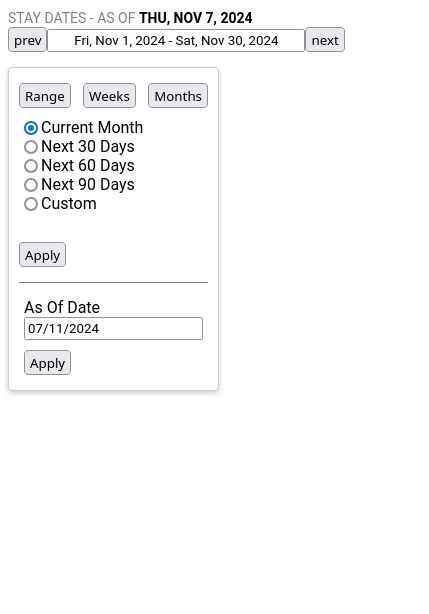 STAY DATES - AS OF THU, NOV 7, 2024
prev Fri, Nov 1, 2024 - Sat, Nov 30, 2024 next
Range Weeks Months
Current Month
Next 30 Days
Next 60 Days
Next 90 Days
Custom
Apply
As Of Date
07/11/2024
Apply